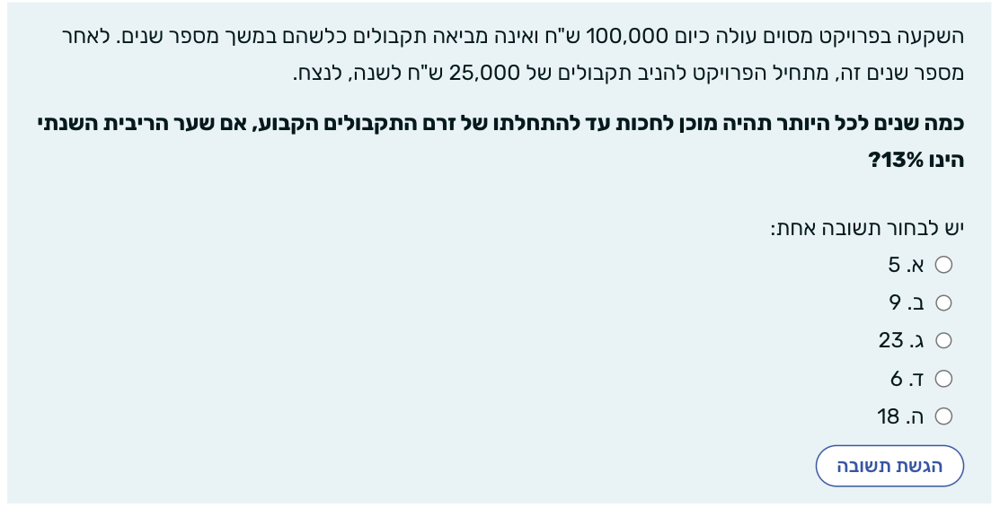 השקעה בפרויקט מסוים עולה כיום 100,000 ש"ח ואינה מביאה תקבולים כלשהם במשך מספר שנים. לאחר
מספר שנים זה, מתחיל הפרויקט להניב תקבולים של 25,000 ש"ח לשנה, לנצח.
כמה שנים לכל היותר תהיה מוכן לחכות עד להתחלתו של זרם התקבולים הקבוע, אם שער הריבית השנתי
הינו 13%?
יש לבחור תשובה אחת:
א. 5
ב. 9
ג. 23
ד. 6
ה. 18
הגשת תשובה